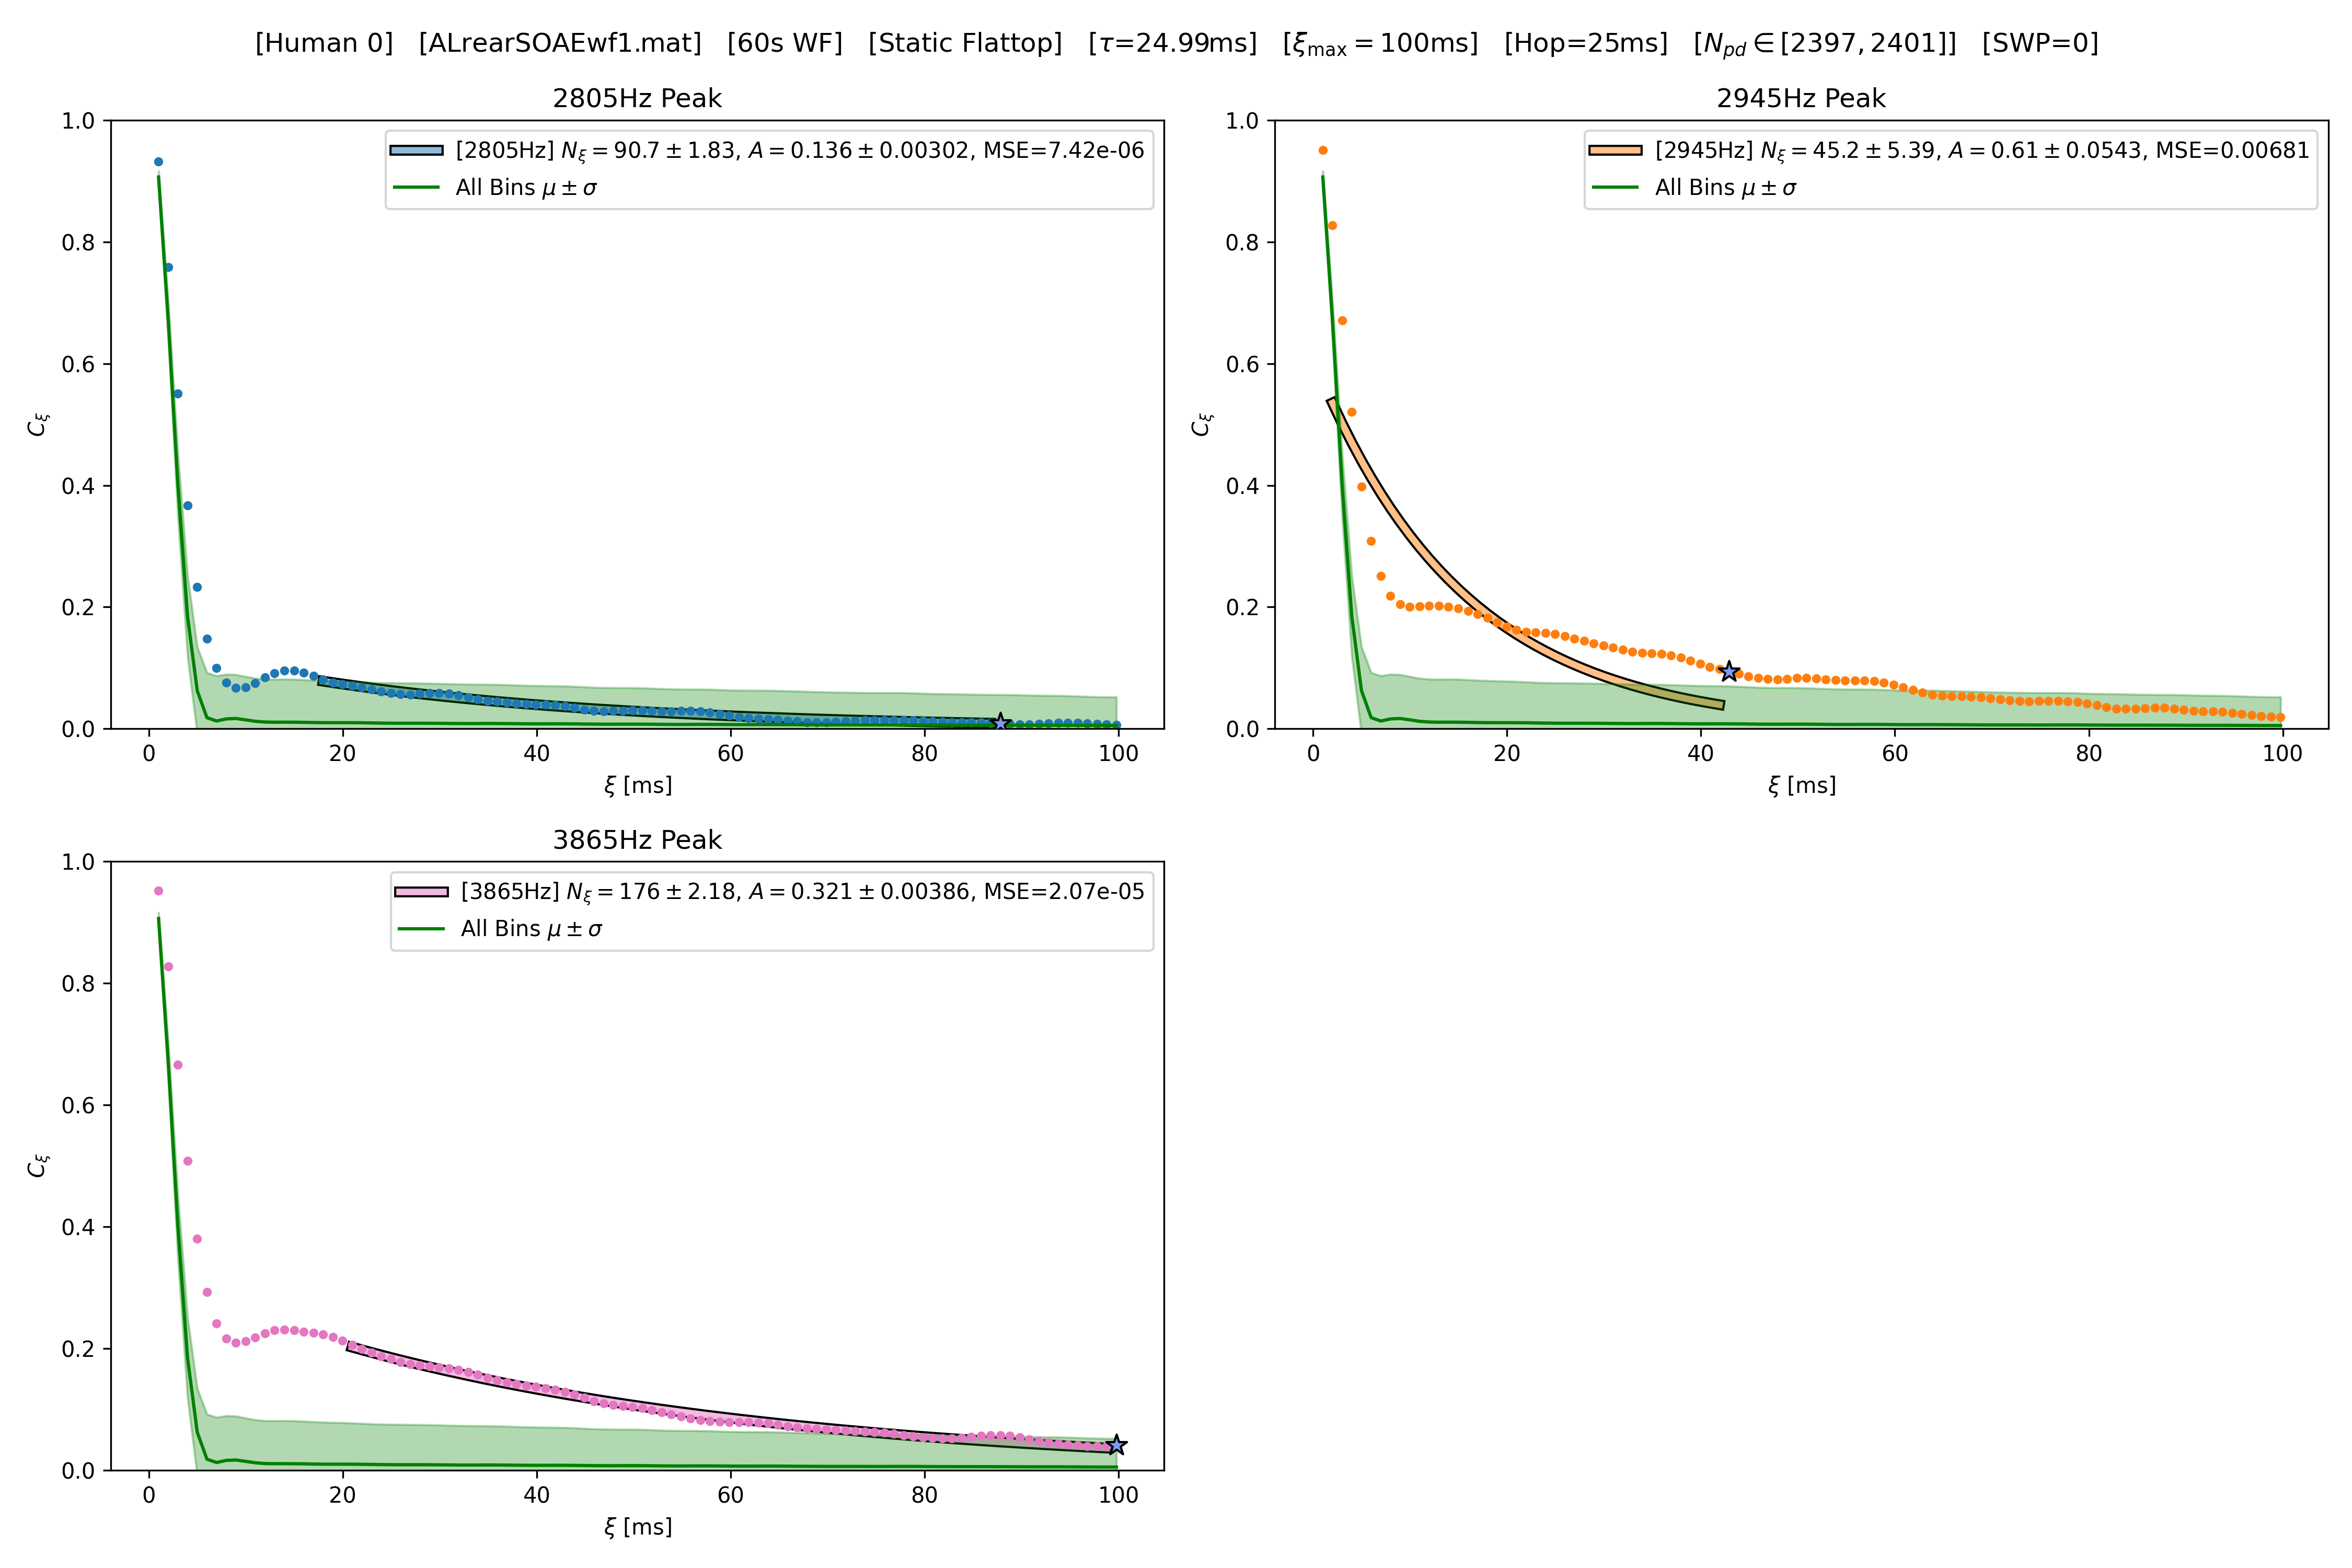 [Human 0] [ALrearSOAEwf1.mat] [60s WF] [Static Flattop] [τ=24.99ms] [ξmax = 100ms] [Hop=25ms] [Npd ∈ [2397, 2401]] [SWP=0]
2805Hz Peak
1.0
0.8
0.6
0.4
0.2
0.0
Cξ
[2805Hz] Nξ = 90.7 ± 1.83, A = 0.136 ± 0.00302, MSE=7.42e-06
All Bins μ ± σ
0 20 40 60 80 100
ξ [ms]
2945Hz Peak
1.0
0.8
0.6
0.4
0.2
0.0
Cξ
[2945Hz] Nξ = 45.2 ± 5.39, A = 0.61 ± 0.0543, MSE=0.00681
All Bins μ ± σ
0 20 40 60 80 100
ξ [ms]
3865Hz Peak
1.0
0.8
0.6
0.4
0.2
0.0
Cξ
[3865Hz] Nξ = 176 ± 2.18, A = 0.321 ± 0.00386, MSE=2.07e-05
All Bins μ ± σ
0 20 40 60 80 100
ξ [ms]